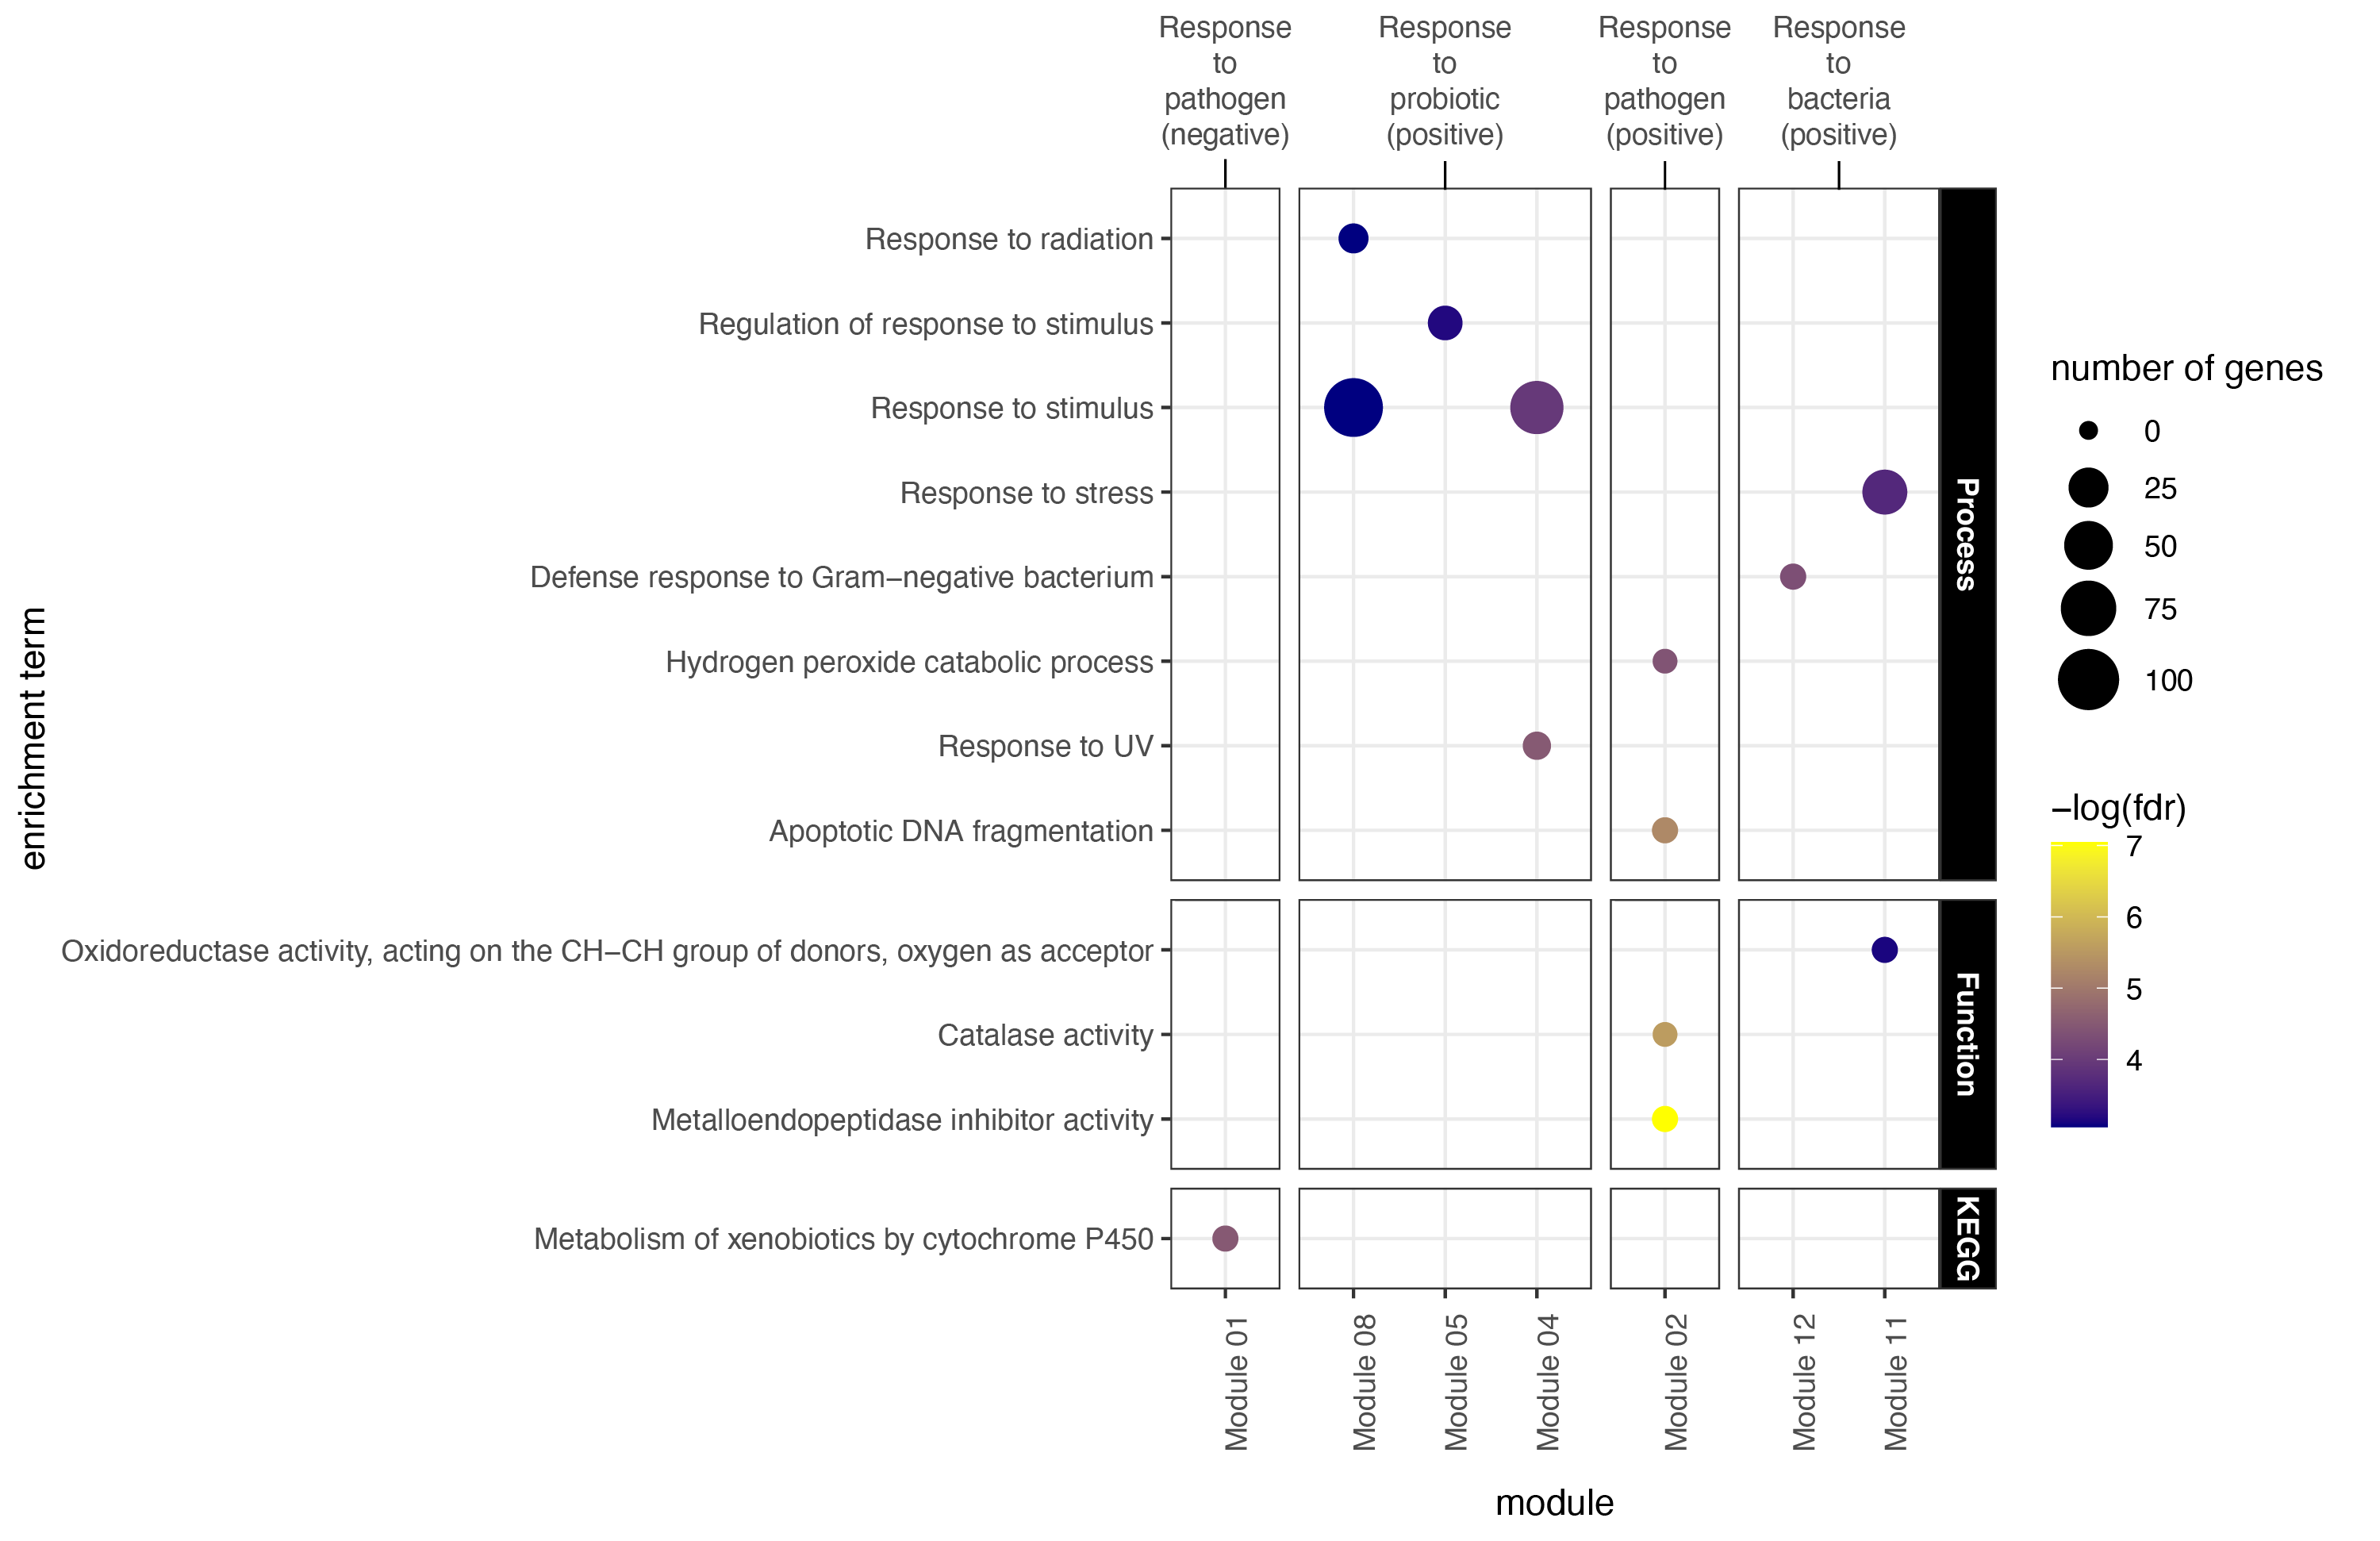 Response
to
pathogen
(negative)
Response
to
probiotic
(positive)
Response
to
pathogen
(positive)
Response
to
bacteria
(positive)
enrichment term
Response to radiation
Regulation of response to stimulus
Response to stimulus
Response to stress
Defense response to Gram−negative bacterium
Hydrogen peroxide catabolic process
Response to UV
Apoptotic DNA fragmentation
Process
Oxidoreductase activity, acting on the CH−CH group of donors, oxygen as acceptor
Catalase activity
Metalloendopeptidase inhibitor activity
Function
Metabolism of xenobiotics by cytochrome P450
KEGG
Module 01
Module 08
Module 05
Module 04
Module 02
Module 12
Module 11
module
number of genes
0
25
50
75
100
−log(fdr)
7
6
5
4